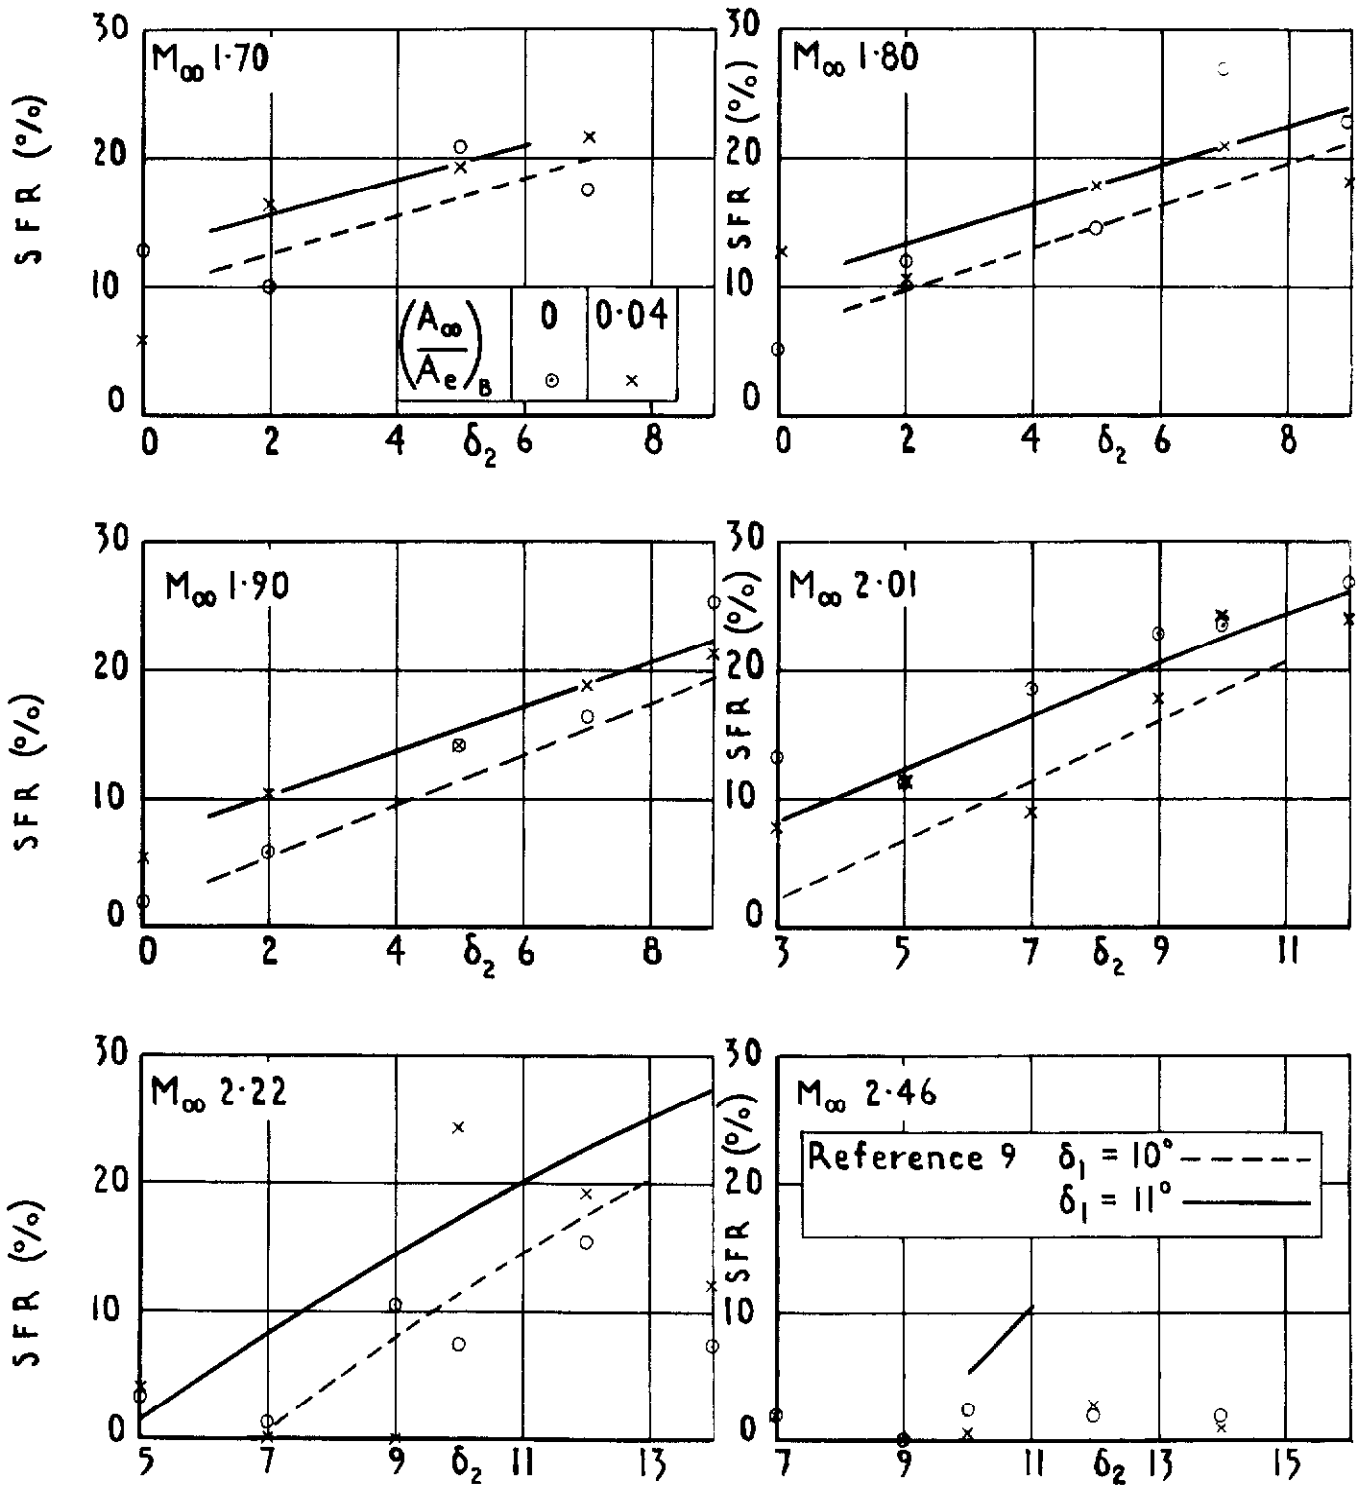 30
M∞ 1·70
SFR (%)
20
10
0
(A∞/Ae)B 0 0·04
⊙ ×
0 2 4 δ2 6 8
30
M∞ 1·80
SFR (%)
20
10
0
0 2 4 δ2 6 8
30
M∞ 1·90
SFR (%)
20
10
0
0 2 4 δ2 6 8
30
M∞ 2·01
SFR (%)
20
10
0
3 5 7 δ2 9 11
30
M∞ 2·22
SFR (%)
20
10
0
5 7 9 δ2 11 13
30
M∞ 2·46
SFR (%)
Reference 9 δ1 = 10°
δ1 = 11°
20
10
0
7 9 11 δ2 13 15